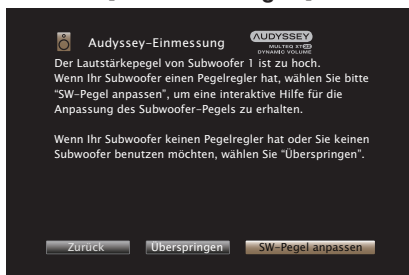 Audyssey-Einmessung
AUDYSSEY
MULTEQ XT32
DYNAMIC VOLUME
Der Lautstärkepegel von Subwoofer 1 ist zu hoch.
Wenn Ihr Subwoofer einen Pegelregler hat, wählen Sie bitte
“SW-Pegel anpassen”, um eine interaktive Hilfe für die
Anpassung des Subwoofer-Pegels zu erhalten.
Wenn Ihr Subwoofer keinen Pegelregler hat oder Sie keinen
Subwoofer benutzen möchten, wählen Sie “Überspringen”.
Zurück Überspringen SW-Pegel anpassen